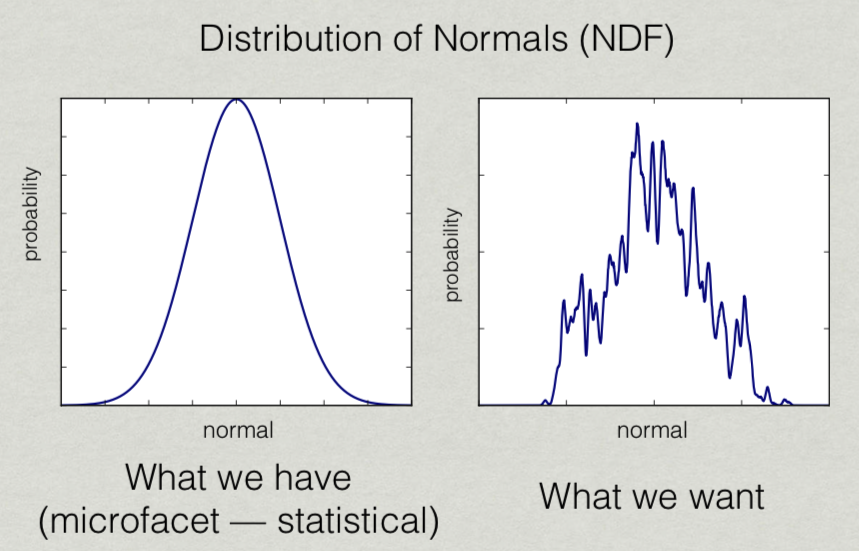 Distribution of Normals (NDF)
probability
normal
What we have
(microfacet — statistical)
probability
normal
What we want